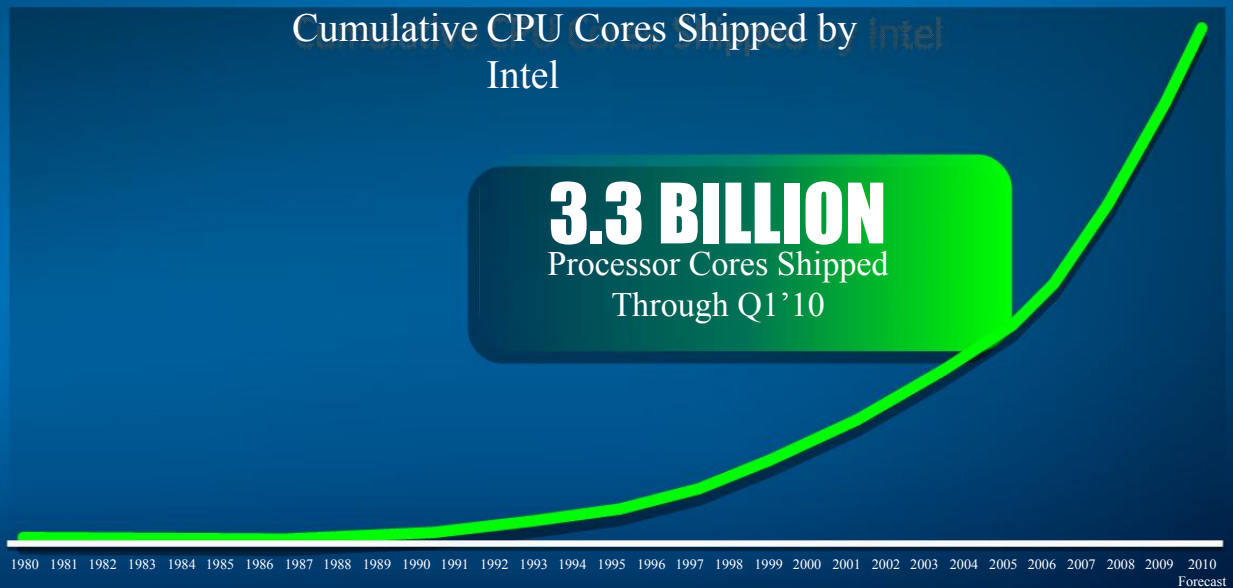 Cumulative CPU Cores Shipped by
Intel
3.3 BILLION
Processor Cores Shipped
Through Q1’10
1980 1981 1982 1983 1984 1985 1986 1987 1988 1989 1990 1991 1992 1993 1994 1995 1996 1997 1998 1999 2000 2001 2002 2003 2004 2005 2006 2007 2008 2009 2010
Forecast